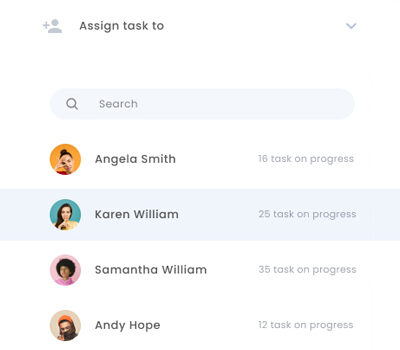 Assign task to
Search
Angela Smith 16 task on progress
Karen William 25 task on progress
Samantha William 35 task on progress
Andy Hope 12 task on progress